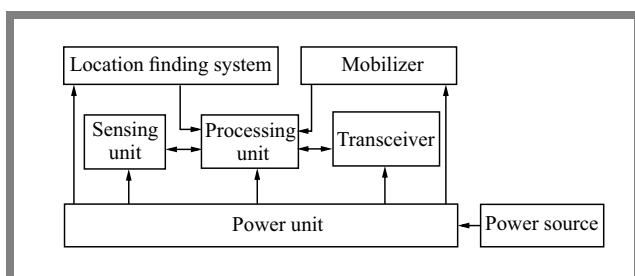 Location finding system
Mobilizer
Sensing
unit
Processing
unit
Transceiver
Power unit
Power source